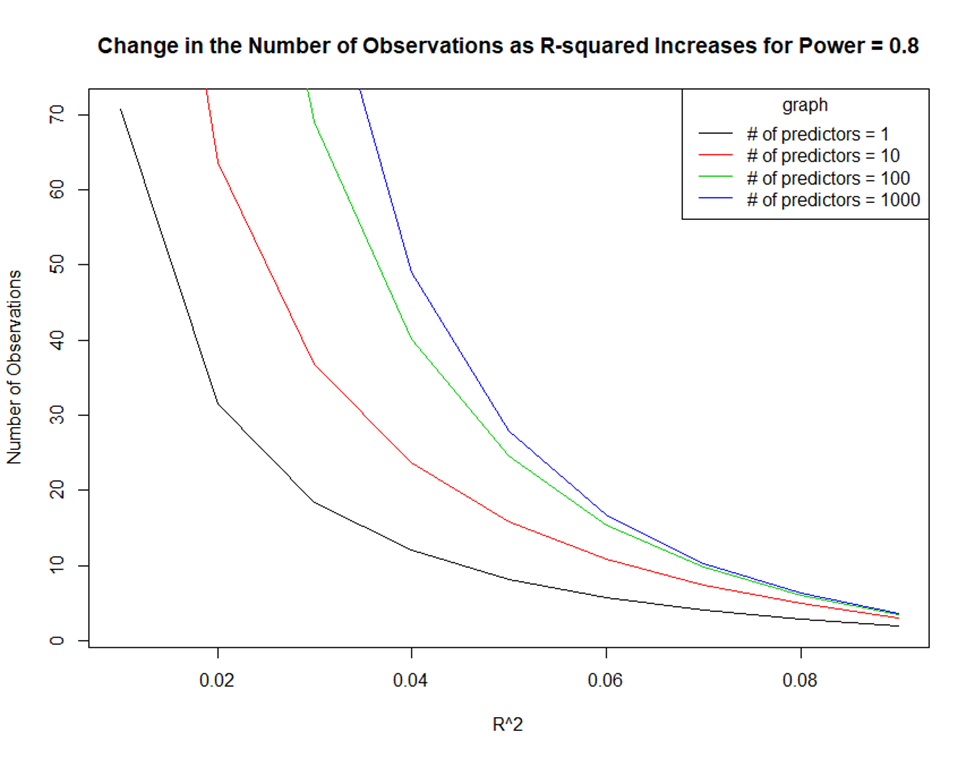 Change in the Number of Observations as R-squared Increases for Power = 0.8
graph
# of predictors = 1
# of predictors = 10
# of predictors = 100
# of predictors = 1000
Number of Observations
70
60
50
40
30
20
10
0
0.02 0.04 0.06 0.08
R^2